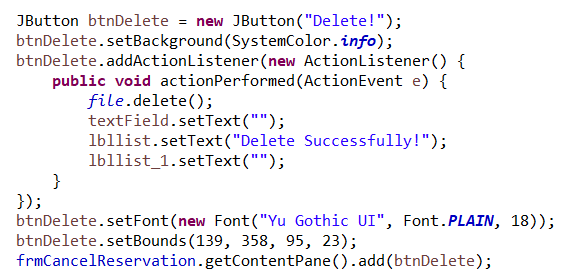 JButton btnDelete = new JButton("Delete!");
btnDelete.setBackground(SystemColor.info);
btnDelete.addActionListener(new ActionListener() {
    public void actionPerformed(ActionEvent e) {
        file.delete();
        textField.setText("");
        lbllist.setText("Delete Successfully!");
        lbllist_1.setText("");
    }
});
btnDelete.setFont(new Font("Yu Gothic UI", Font.PLAIN, 18));
btnDelete.setBounds(139, 358, 95, 23);
frmCancelReservation.getContentPane().add(btnDelete);